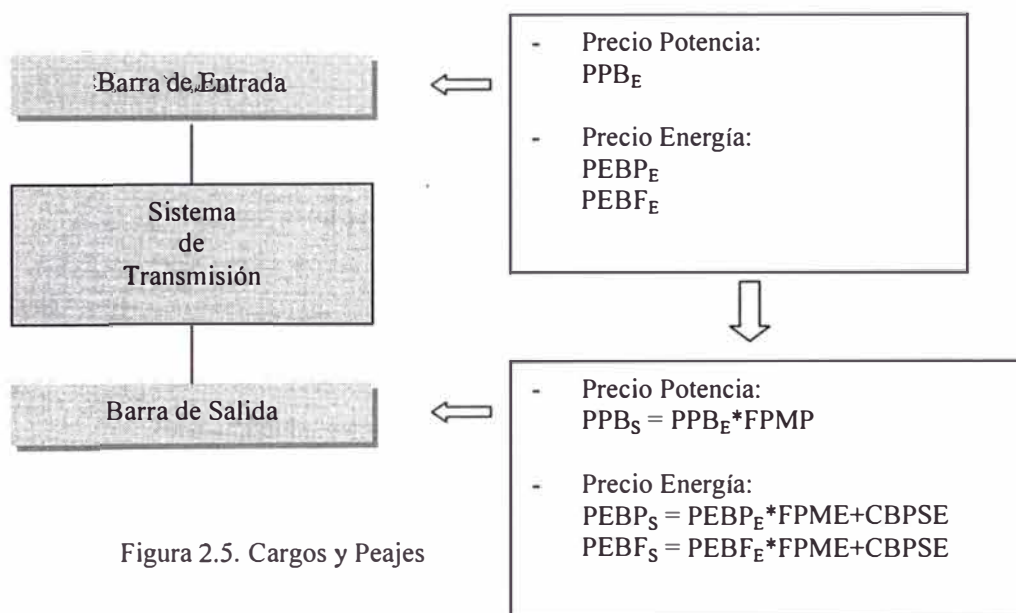 Barra de Entrada
Sistema
de
Transmisión
Barra de Salida
- Precio Potencia:
PPB_E
- Precio Energía:
PEBP_E
PEBF_E
- Precio Potencia:
PPB_S = PPB_E*FPMP
- Precio Energía:
PEBP_S = PEBP_E*FPME+CBPSE
PEBF_S = PEBF_E*FPME+CBPSE
Figura 2.5. Cargos y Peajes